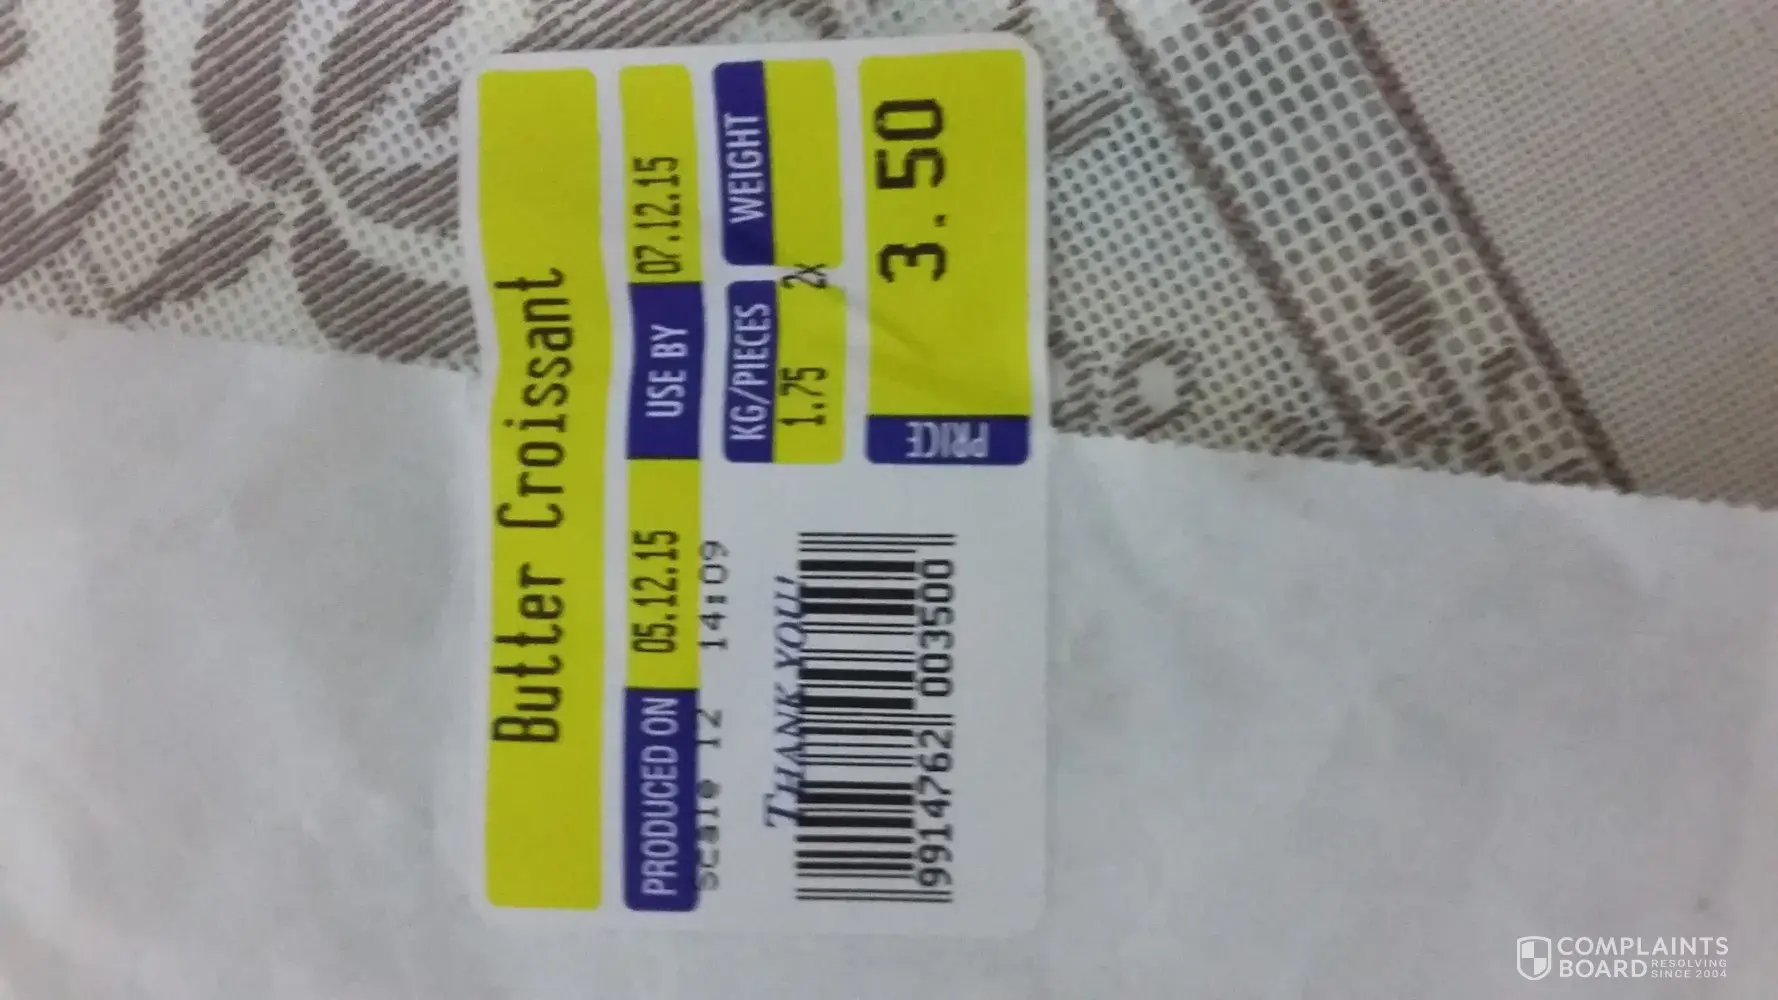 Butter Croissant
PRODUCED ON 05.12.15 USE BY 07.12.15
Scale 12 14:09
KG/PIECES WEIGHT
1.75 2x
THANK YOU!
PRICE 3.50
9914762 003500
COMPLAINTS
BOARD RESOLVING
SINCE 2004